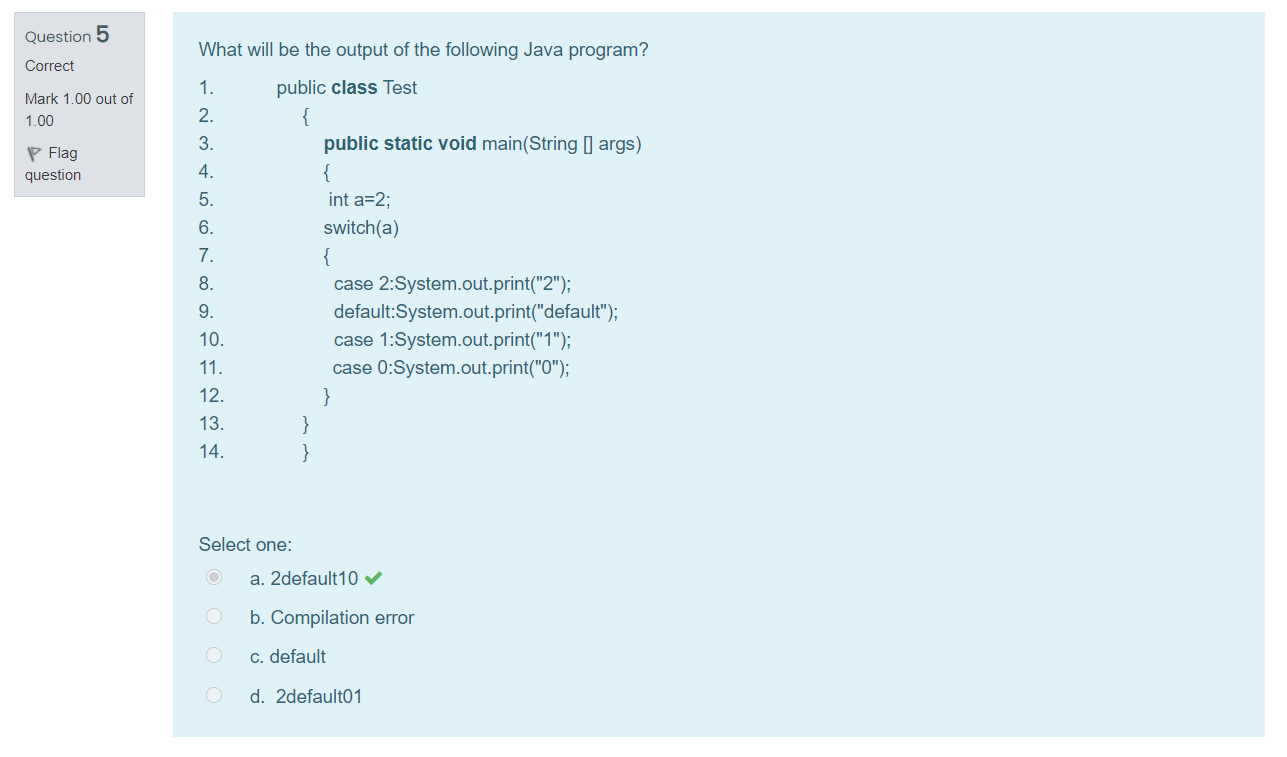 Question 5
Correct
Mark 1.00 out of
1.00
Flag
question
What will be the output of the following Java program?
1. public class Test
2. {
3. public static void main(String [] args)
4. {
5. int a=2;
6. switch(a)
7. {
8. case 2:System.out.print("2");
9. default:System.out.print("default");
10. case 1:System.out.print("1");
11. case 0:System.out.print("0");
12. }
13. }
14. }
Select one:
a. 2default10
b. Compilation error
c. default
d. 2default01